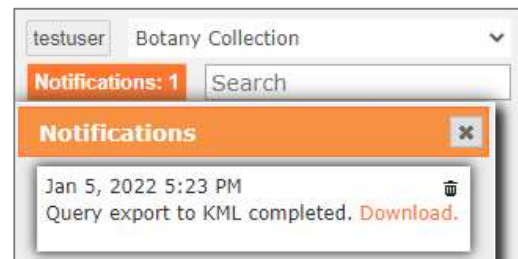 testuser Botany Collection
Notifications: 1 Search
Notifications
Jan 5, 2022 5:23 PM
Query export to KML completed. Download.